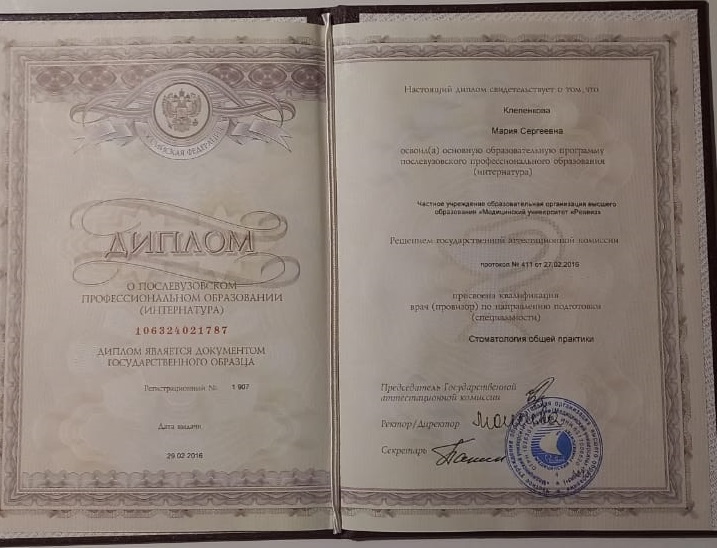 РОССИЙСКАЯ ФЕДЕРАЦИЯ
ДИПЛОМ
О ПОСЛЕВУЗОВСКОМ
ПРОФЕССИОНАЛЬНОМ ОБРАЗОВАНИИ
(ИНТЕРНАТУРА)
106324021787
ДИПЛОМ ЯВЛЯЕТСЯ ДОКУМЕНТОМ
ГОСУДАРСТВЕННОГО ОБРАЗЦА
Регистрационный № 1 907
Дата выдачи
29.02.2016
Настоящий диплом свидетельствует о том, что
Клепенкова
Мария Сергеевна
освоил(а) основную образовательную программу
послевузовского профессионального образования
(интернатура)
Частное учреждение образовательная организация высшего
образования «Медицинский университет «Реавиз»
Решением государственной аттестационной комиссии
протокол № 411 от 27.02.2016
присвоена квалификация
врач (провизор) по направлению подготовки
(специальности)
Стоматология общей практики
Председатель Государственной
аттестационной комиссии
Ректор/Директор
Секретарь